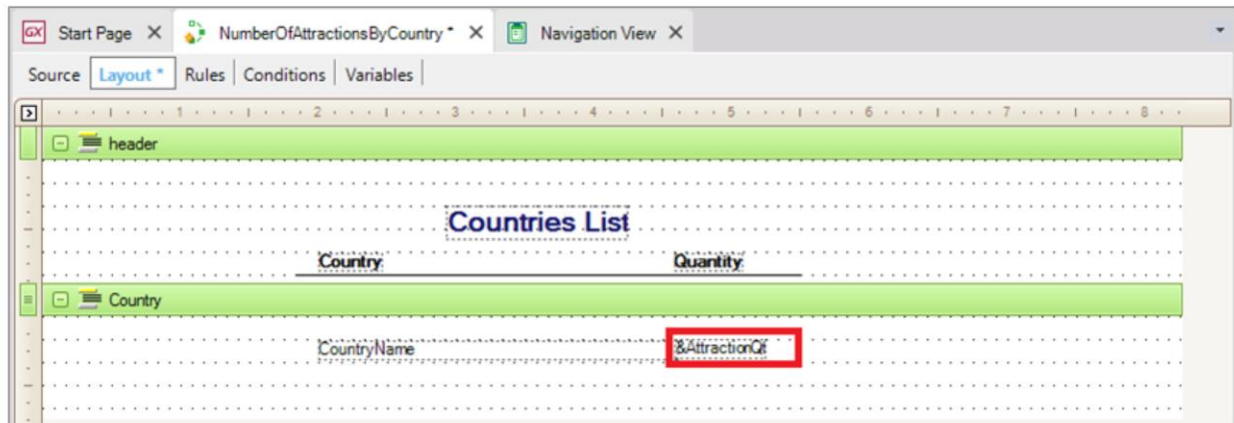 GX Start Page X NumberOfAttractionsByCountry * X Navigation View X
Source Layout * Rules Conditions Variables
1 2 3 4 5 6 7 8
header
Countries List
Country Quantity
Country
CountryName &AttractionQt